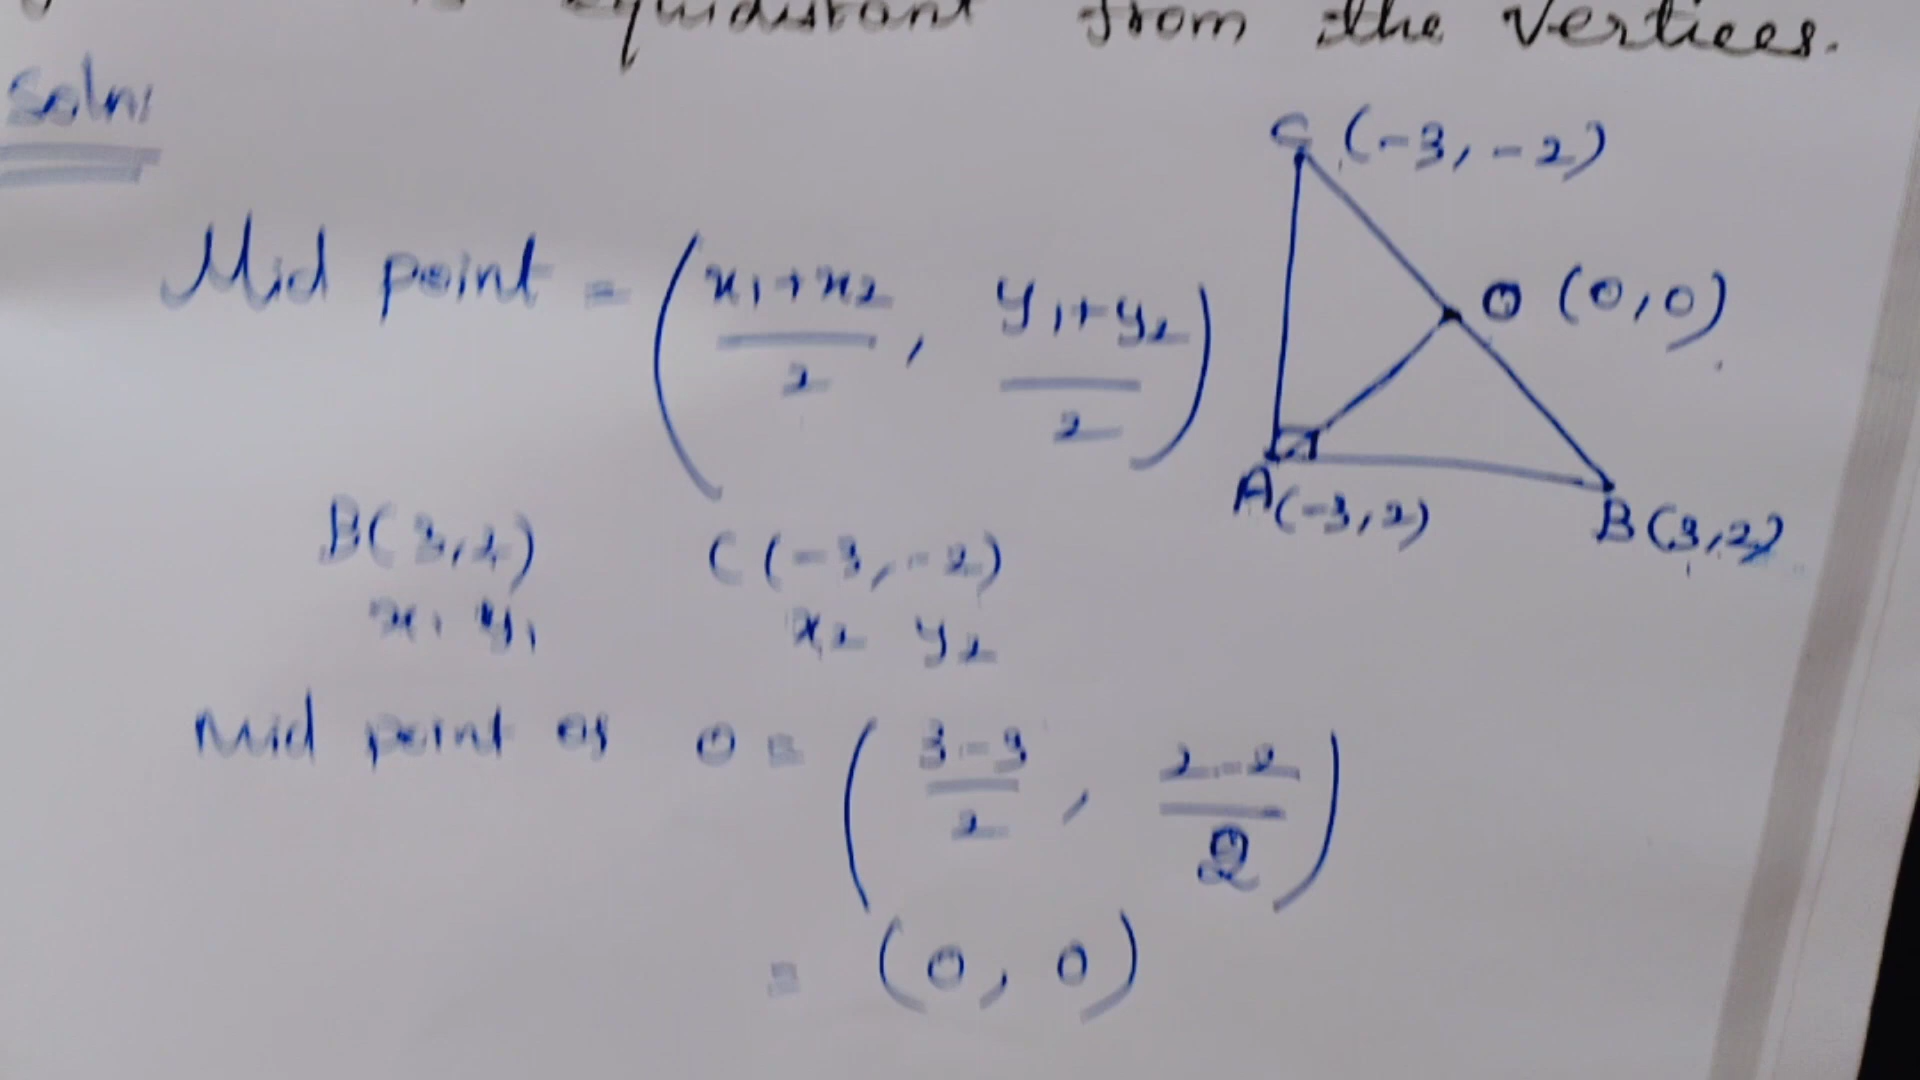 equidistant from the vertices.
Soln:
Mid point = ( x1+x2 / 2 , y1+y2 / 2 )
C (-3, -2)
O (0,0)
A(-3,2)
B(3,2)
B(3,2) C(-3,-2)
x1 y1 x2 y2
Mid point of O = ( 3-3 / 2 , 2-2 / 2 )
= (0, 0)